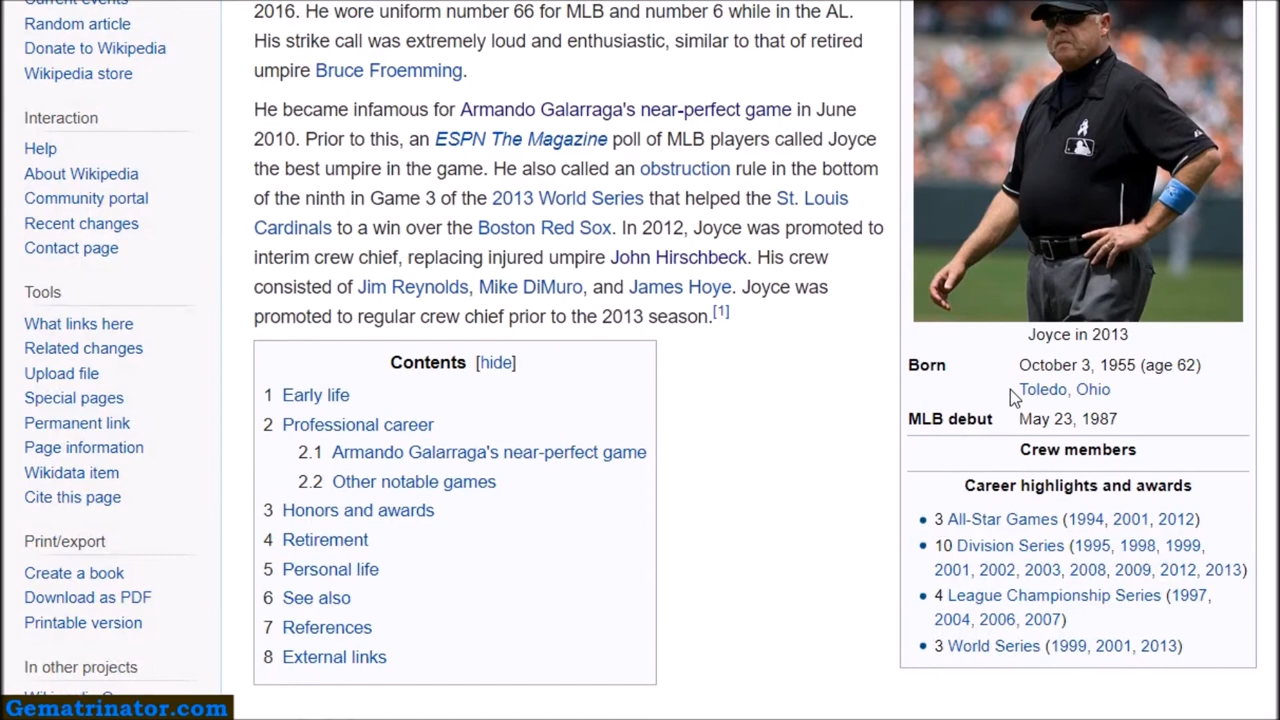 Current events
Random article
Donate to Wikipedia
Wikipedia store
Interaction
Help
About Wikipedia
Community portal
Recent changes
Contact page
Tools
What links here
Related changes
Upload file
Special pages
Permanent link
Page information
Wikidata item
Cite this page
Print/export
Create a book
Download as PDF
Printable version
In other projects
Gematrinator.com
2016. He wore uniform number 66 for MLB and number 6 while in the AL.
His strike call was extremely loud and enthusiastic, similar to that of retired
umpire Bruce Froemming.
He became infamous for Armando Galarraga's near-perfect game in June
2010. Prior to this, an ESPN The Magazine poll of MLB players called Joyce
the best umpire in the game. He also called an obstruction rule in the bottom
of the ninth in Game 3 of the 2013 World Series that helped the St. Louis
Cardinals to a win over the Boston Red Sox. In 2012, Joyce was promoted to
interim crew chief, replacing injured umpire John Hirschbeck. His crew
consisted of Jim Reynolds, Mike DiMuro, and James Hoye. Joyce was
promoted to regular crew chief prior to the 2013 season.[1]
Contents [hide]
1 Early life
2 Professional career
2.1 Armando Galarraga's near-perfect game
2.2 Other notable games
3 Honors and awards
4 Retirement
5 Personal life
6 See also
7 References
8 External links
Joyce in 2013
Born October 3, 1955 (age 62)
Toledo, Ohio
MLB debut May 23, 1987
Crew members
Career highlights and awards
• 3 All-Star Games (1994, 2001, 2012)
• 10 Division Series (1995, 1998, 1999,
2001, 2002, 2003, 2008, 2009, 2012, 2013)
• 4 League Championship Series (1997,
2004, 2006, 2007)
• 3 World Series (1999, 2001, 2013)